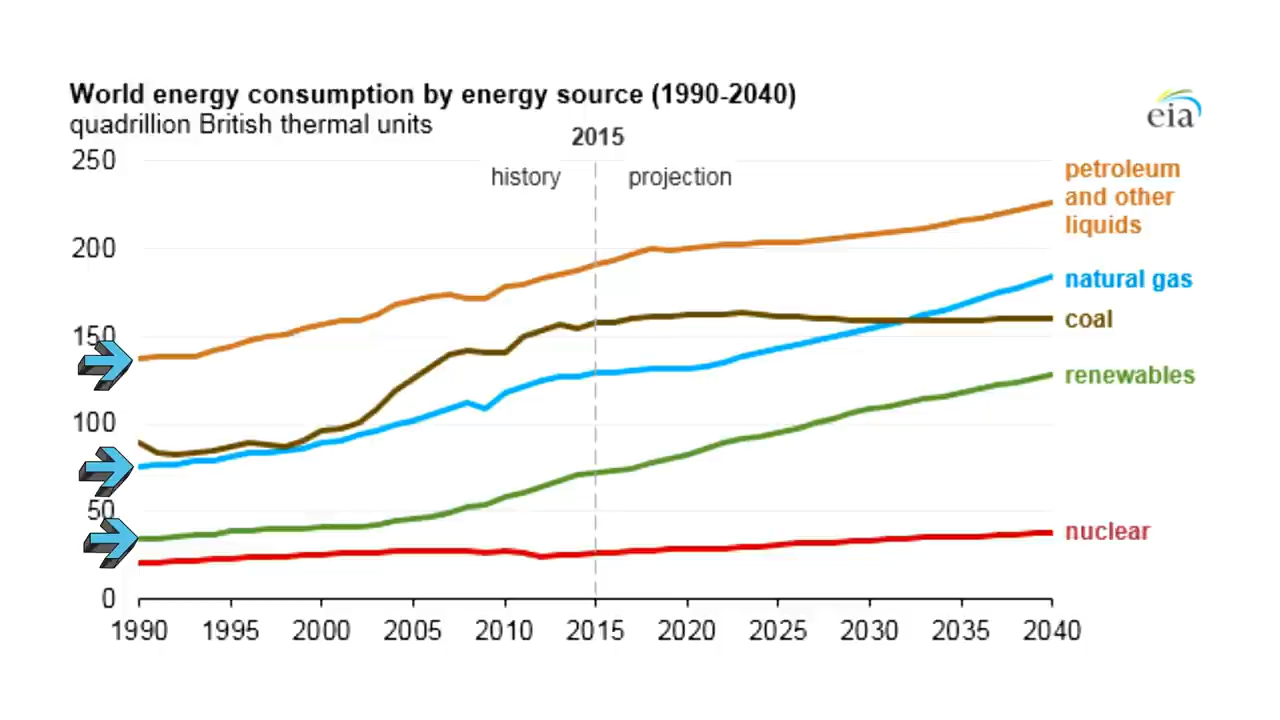 World energy consumption by energy source (1990-2040)
quadrillion British thermal units
eia
2015
history
projection
250
200
150
100
50
0
petroleum
and other
liquids
natural gas
coal
renewables
nuclear
1990 1995 2000 2005 2010 2015 2020 2025 2030 2035 2040